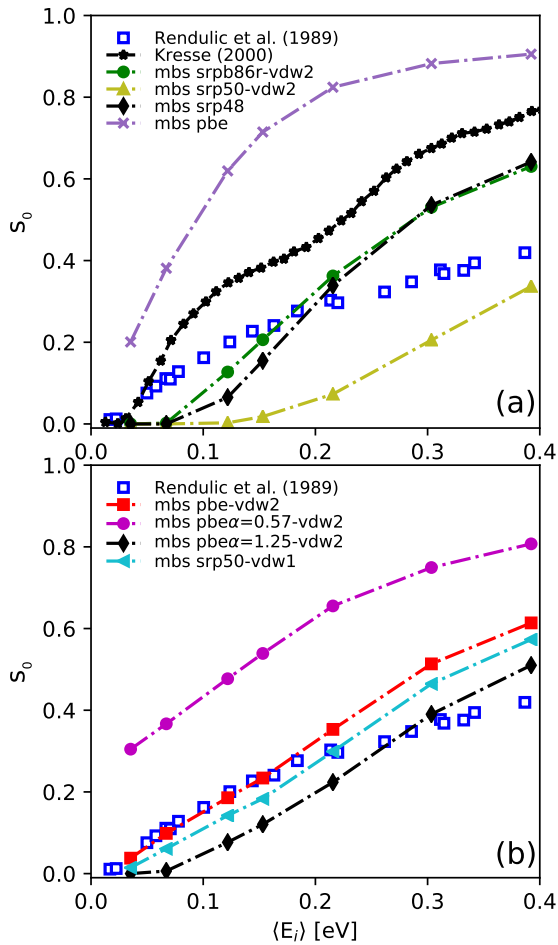 1.0
0.8
0.6
0.4
0.2
0.0
S₀
Rendulic et al. (1989)
Kresse (2000)
mbs srpb86r-vdw2
mbs srp50-vdw2
mbs srp48
mbs pbe
(a)
0.0 0.1 0.2 0.3 0.4
1.0
0.8
0.6
0.4
0.2
0.0
S₀
Rendulic et al. (1989)
mbs pbe-vdw2
mbs pbeα=0.57-vdw2
mbs pbeα=1.25-vdw2
mbs srp50-vdw1
(b)
0.0 0.1 0.2 0.3 0.4
⟨Eᵢ⟩ [eV]